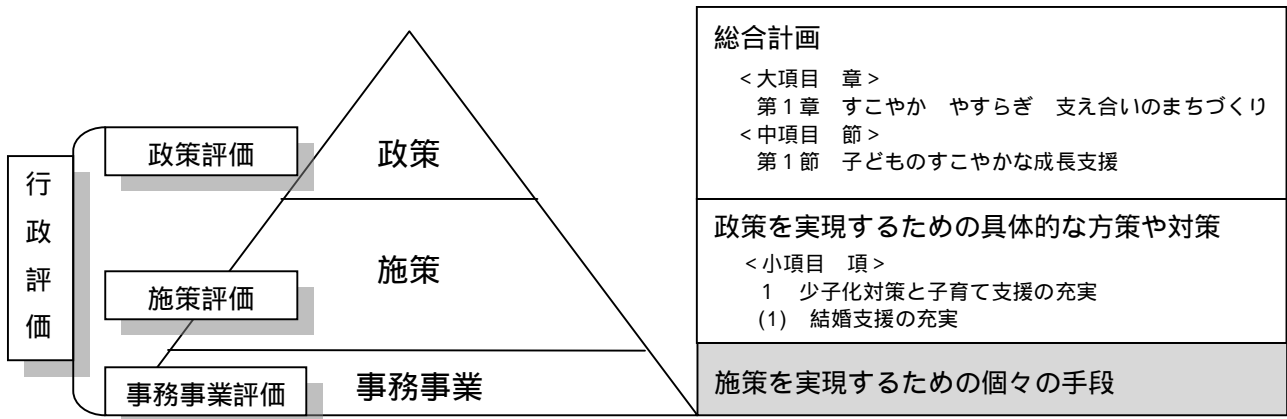 行政評価
政策評価
施策評価
事務事業評価
政策
施策
事務事業
総合計画
<大項目 章>
第1章 すこやか やすらぎ 支え合いのまちづくり
<中項目 節>
第1節 子どものすこやかな成長支援
政策を実現するための具体的な方策や対策
<小項目 項>
1 少子化対策と子育て支援の充実
(1) 結婚支援の充実
施策を実現するための個々の手段